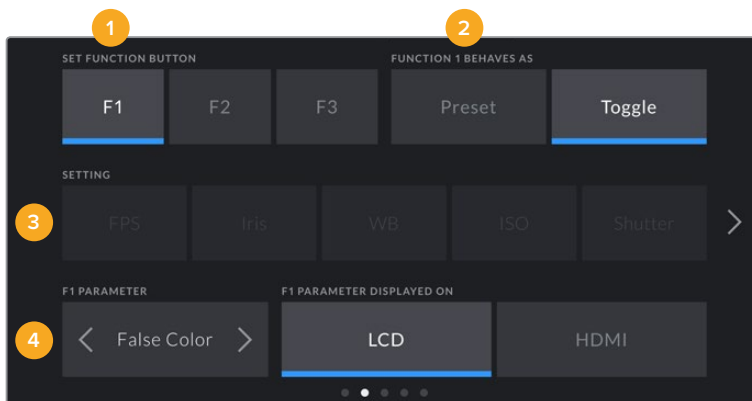 1
2
SET FUNCTION BUTTON FUNCTION 1 BEHAVES AS
F1 F2 F3 Preset Toggle
SETTING
3 FPS Iris WB ISO Shutter
F1 PARAMETER F1 PARAMETER DISPLAYED ON
4 False Color LCD HDMI